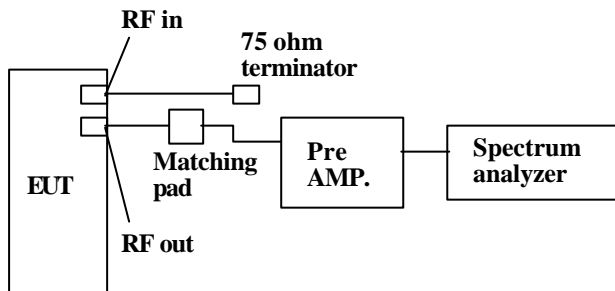 RF in
75 ohm
terminator
Matching
pad
Pre
AMP.
Spectrum
analyzer
EUT
RF out